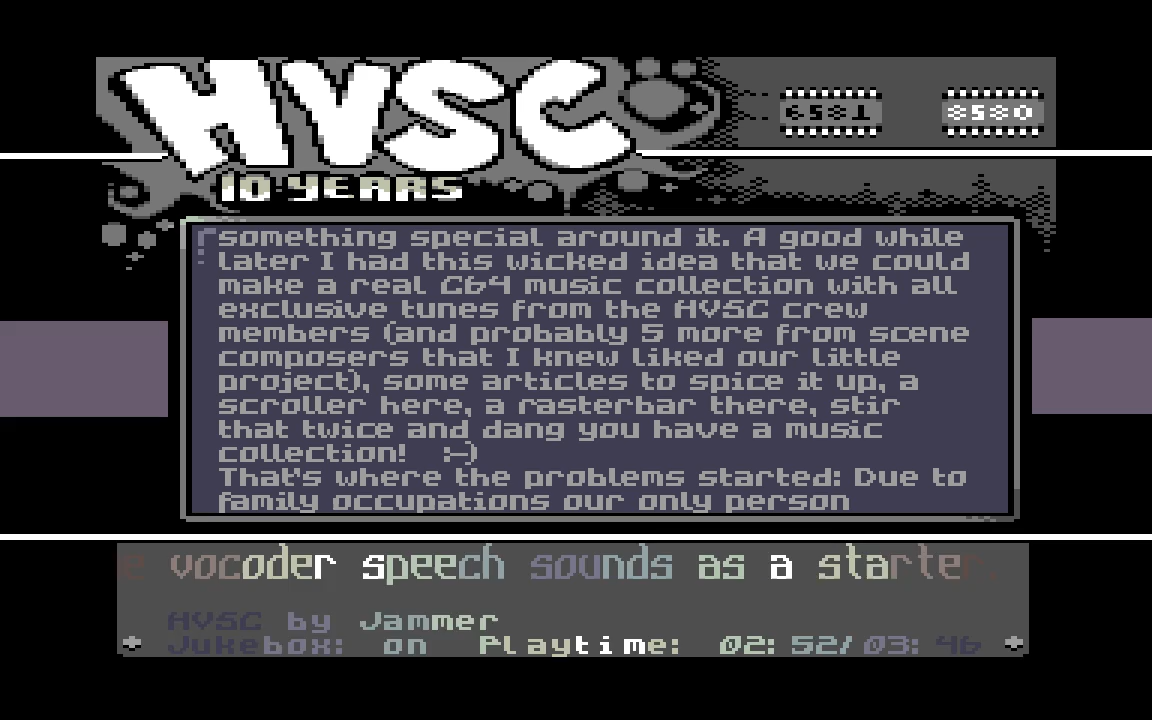 HVSC
6581
8580
10 YEARS
something special around it. A good while
later I had this wicked idea that we could
make a real C64 music collection with all
exclusive tunes from the HVSC crew
members (and probably 5 more from scene
composers that I knew liked our little
project), some articles to spice it up, a
scroller here, a rasterbar there, stir
that twice and dang you have a music
collection! :-)
That's where the problems started: Due to
family occupations our only person
e vocoder speech sounds as a starter.
HVSC by Jammer
Jukebox: on Playtime: 02:52/03:46